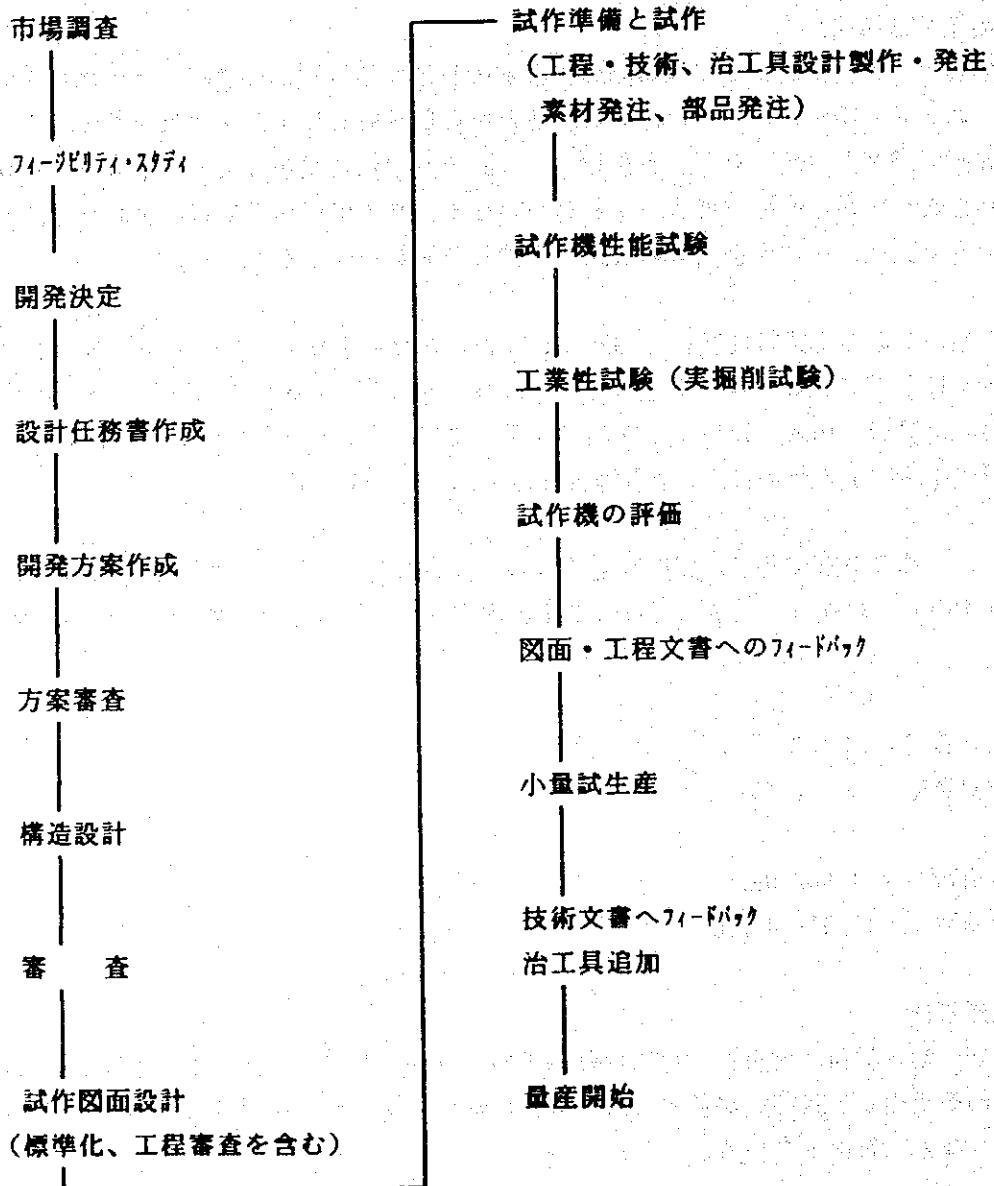 市場調査
フィージビリティ・スタディ
開発決定
設計任務書作成
開発方案作成
方案審査
構造設計
審　　査
試作図面設計
（標準化、工程審査を含む）
試作準備と試作
（工程・技術、治工具設計製作・発注
素材発注、部品発注）
試作機性能試験
工業性試験（実掘削試験）
試作機の評価
図面・工程文書へのフィードバック
小量試生産
技術文書へフィードバック
治工具追加
量産開始